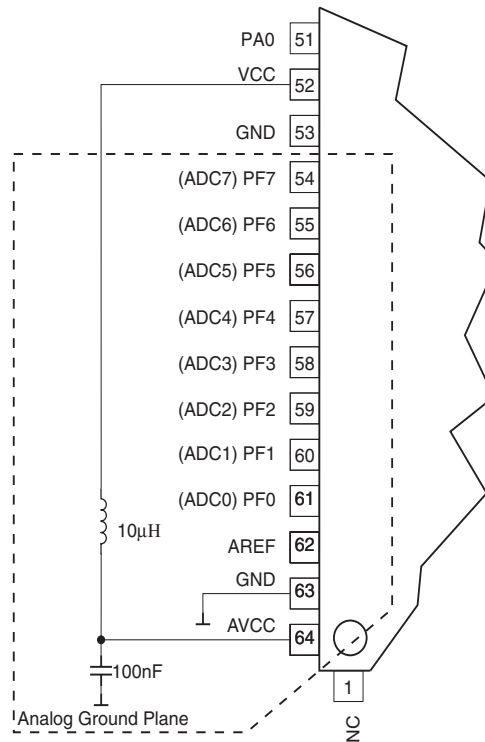 PA0 51
VCC 52
GND 53
(ADC7) PF7 54
(ADC6) PF6 55
(ADC5) PF5 56
(ADC4) PF4 57
(ADC3) PF3 58
(ADC2) PF2 59
(ADC1) PF1 60
(ADC0) PF0 61
10μH
AREF 62
GND 63
AVCC 64
100nF
1
NC
Analog Ground Plane